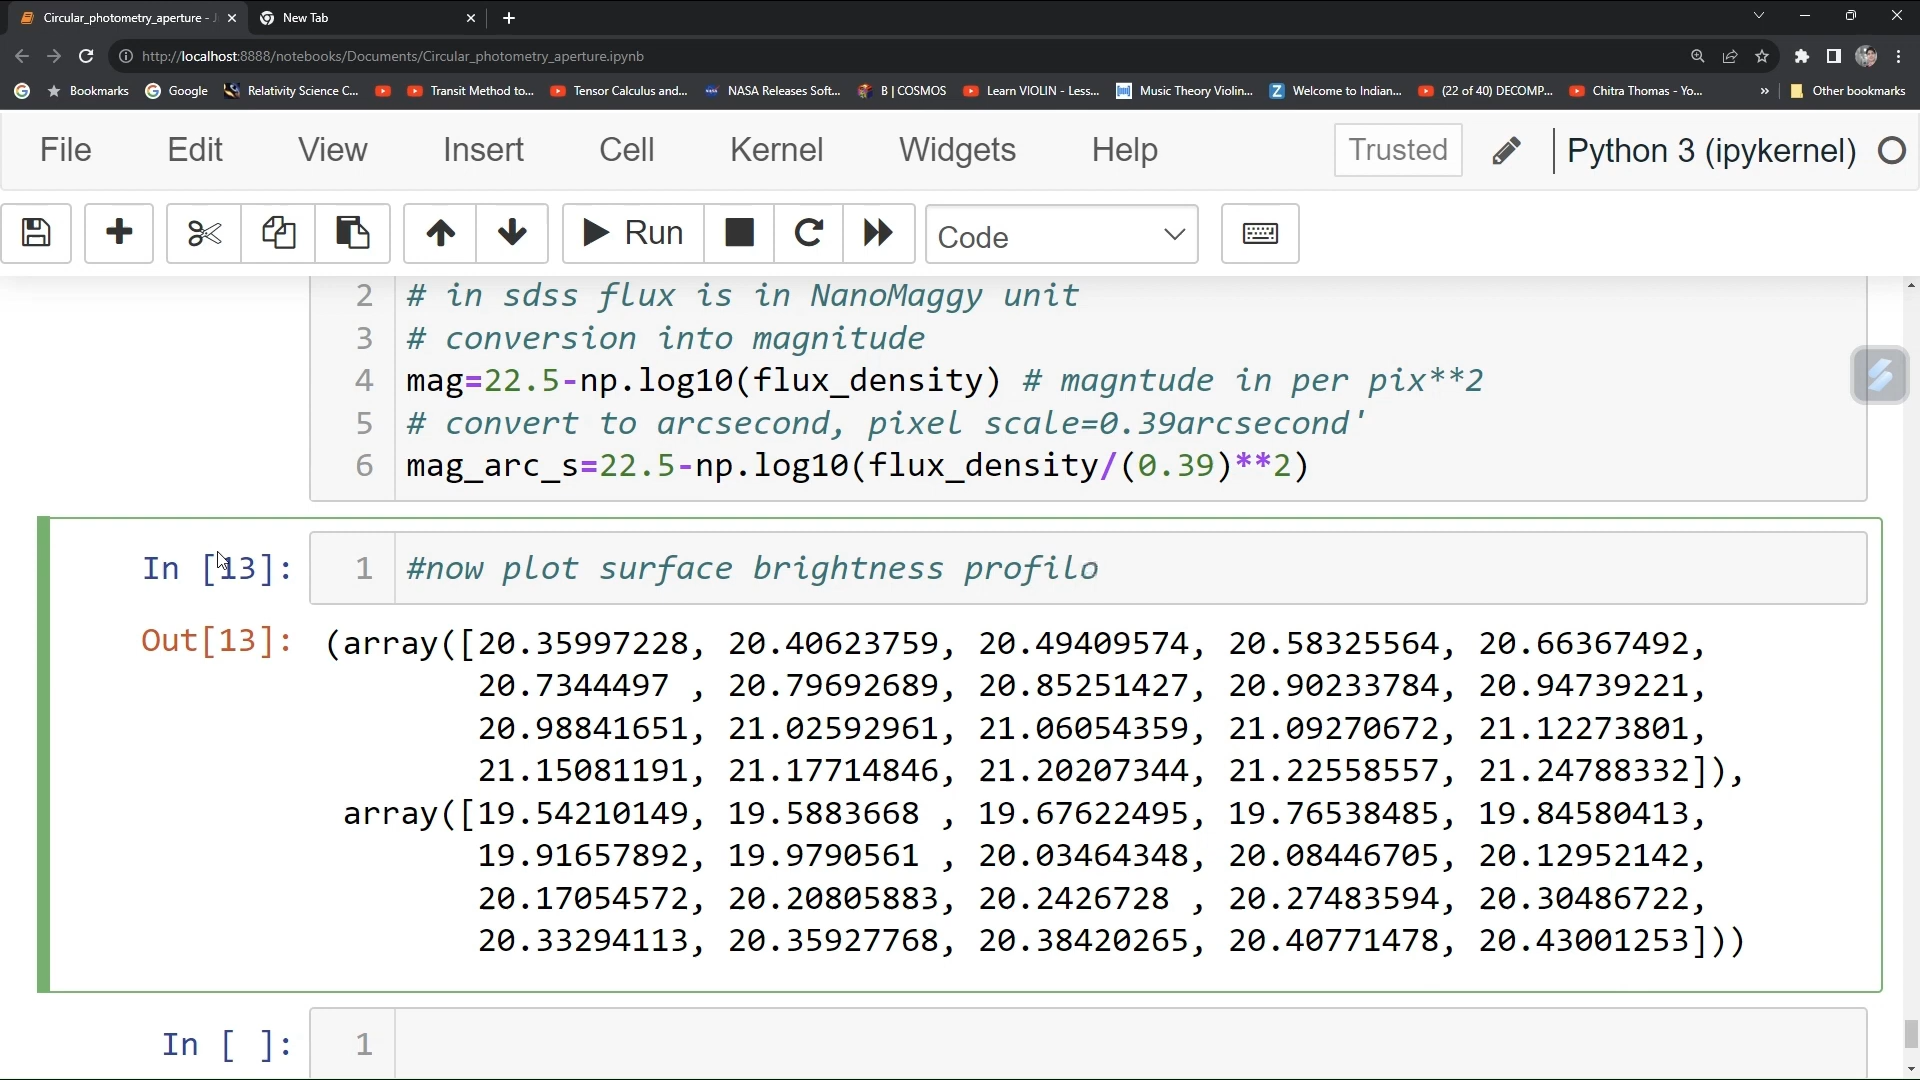 Circular_photometry_aperture - J
New Tab
http://localhost:8888/notebooks/Documents/Circular_photometry_aperture.ipynb
Bookmarks Google Relativity Science C... Transit Method to... Tensor Calculus and... NASA Releases Soft... B | COSMOS Learn VIOLIN - Less... Music Theory Violin... Welcome to Indian... (22 of 40) DECOMP... Chitra Thomas - Yo... » Other bookmarks
File Edit View Insert Cell Kernel Widgets Help Trusted Python 3 (ipykernel)
Run Code
2 # in sdss flux is in NanoMaggy unit
3 # conversion into magnitude
4 mag=22.5-np.log10(flux_density) # magntude in per pix**2
5 # convert to arcsecond, pixel scale=0.39arcsecond'
6 mag_arc_s=22.5-np.log10(flux_density/(0.39)**2)
In [13]: 1 #now plot surface brightness profilo
Out[13]: (array([20.35997228, 20.40623759, 20.49409574, 20.58325564, 20.66367492,
20.7344497 , 20.79692689, 20.85251427, 20.90233784, 20.94739221,
20.98841651, 21.02592961, 21.06054359, 21.09270672, 21.12273801,
21.15081191, 21.17714846, 21.20207344, 21.22558557, 21.24788332]),
array([19.54210149, 19.5883668 , 19.67622495, 19.76538485, 19.84580413,
19.91657892, 19.9790561 , 20.03464348, 20.08446705, 20.12952142,
20.17054572, 20.20805883, 20.2426728 , 20.27483594, 20.30486722,
20.33294113, 20.35927768, 20.38420265, 20.40771478, 20.43001253]))
In [ ]: 1